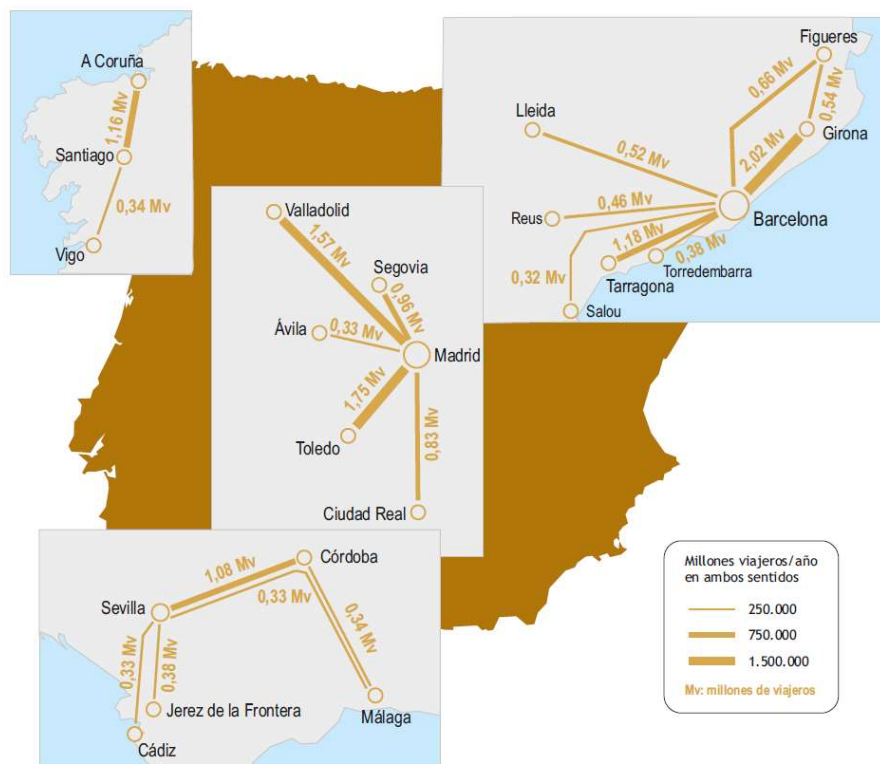 A Coruña
1,16 Mv
Santiago
0,34 Mv
Vigo
Figueres
0,66 Mv
0,54 Mv
Lleida
Girona
0,52 Mv
2,02 Mv
0,46 Mv
Reus
Barcelona
1,18 Mv
0,38 Mv
0,32 Mv
Torredembarra
Tarragona
Salou
Valladolid
1,57 Mv
Segovia
0,96 Mv
Ávila
0,33 Mv
Madrid
1,75 Mv
Toledo
0,83 Mv
Ciudad Real
Córdoba
1,08 Mv
0,33 Mv
Sevilla
0,34 Mv
0,33 Mv
0,38 Mv
Jerez de la Frontera
Málaga
Cádiz
Millones viajeros/año
en ambos sentidos
250.000
750.000
1.500.000
Mv: millones de viajeros